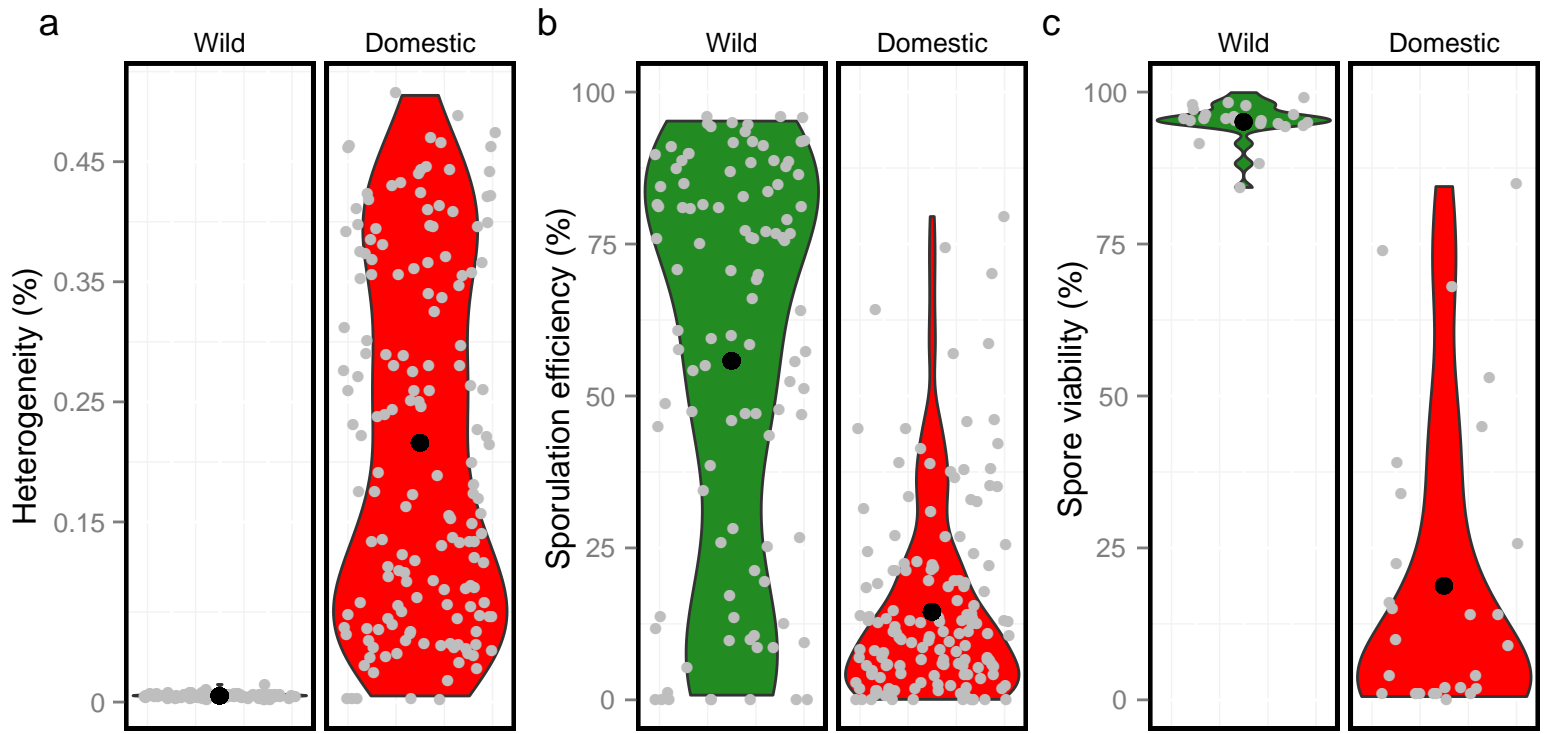 a
Wild
Domestic
Heterogeneity (%)
0.45
0.35
0.25
0.15
0
b
Wild
Domestic
Sporulation efficiency (%)
100
75
50
25
0
c
Wild
Domestic
Spore viability (%)
100
75
50
25
0